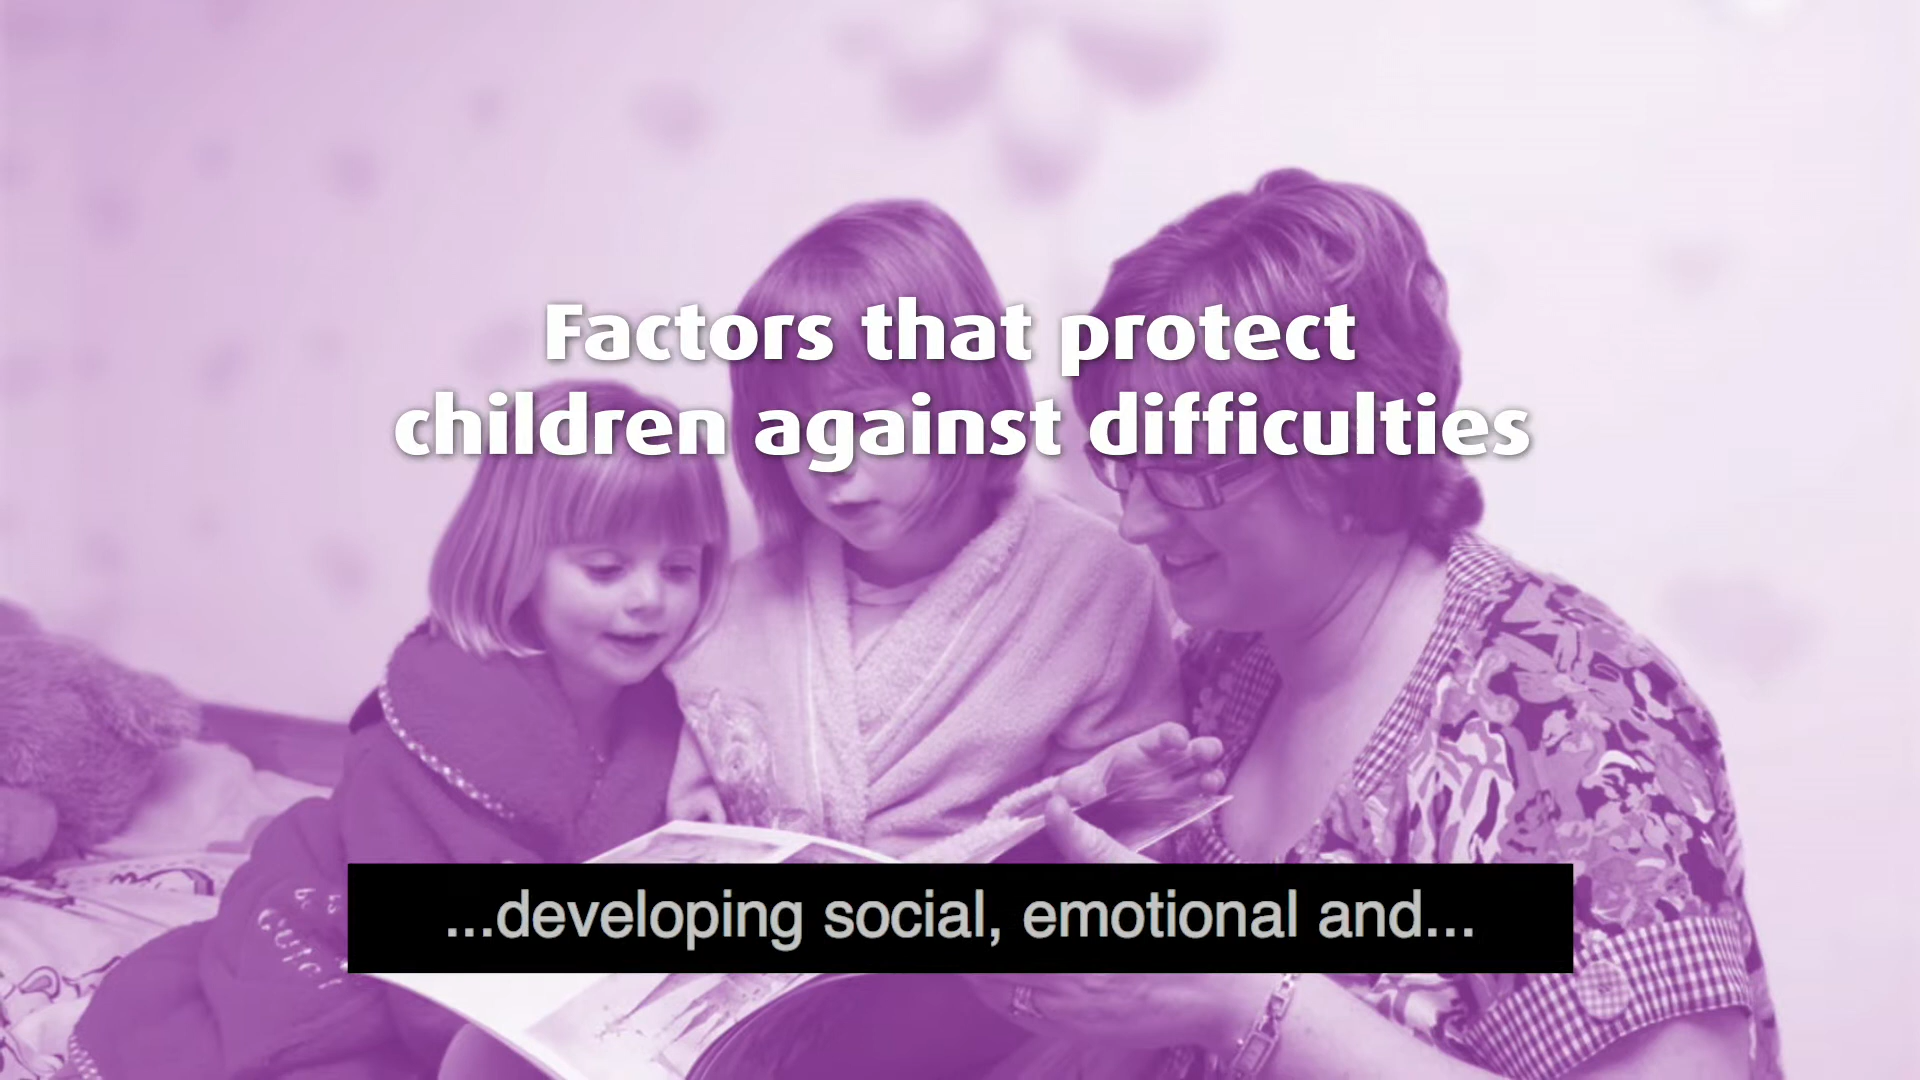 Factors that protect
children against difficulties
...developing social, emotional and...